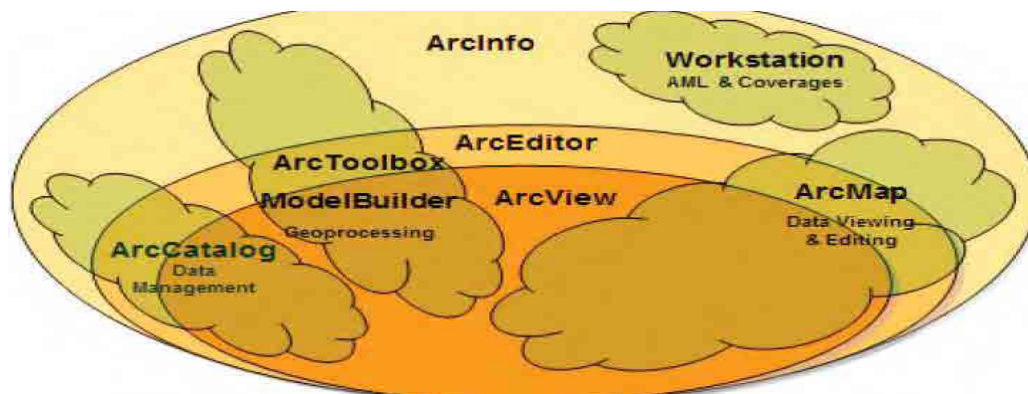 ArcInfo
Workstation
AML & Coverages
ArcEditor
ArcToolbox
ModelBuilder
Geoprocessing
ArcView
ArcMap
Data Viewing
& Editing
ArcCatalog
Data
Management